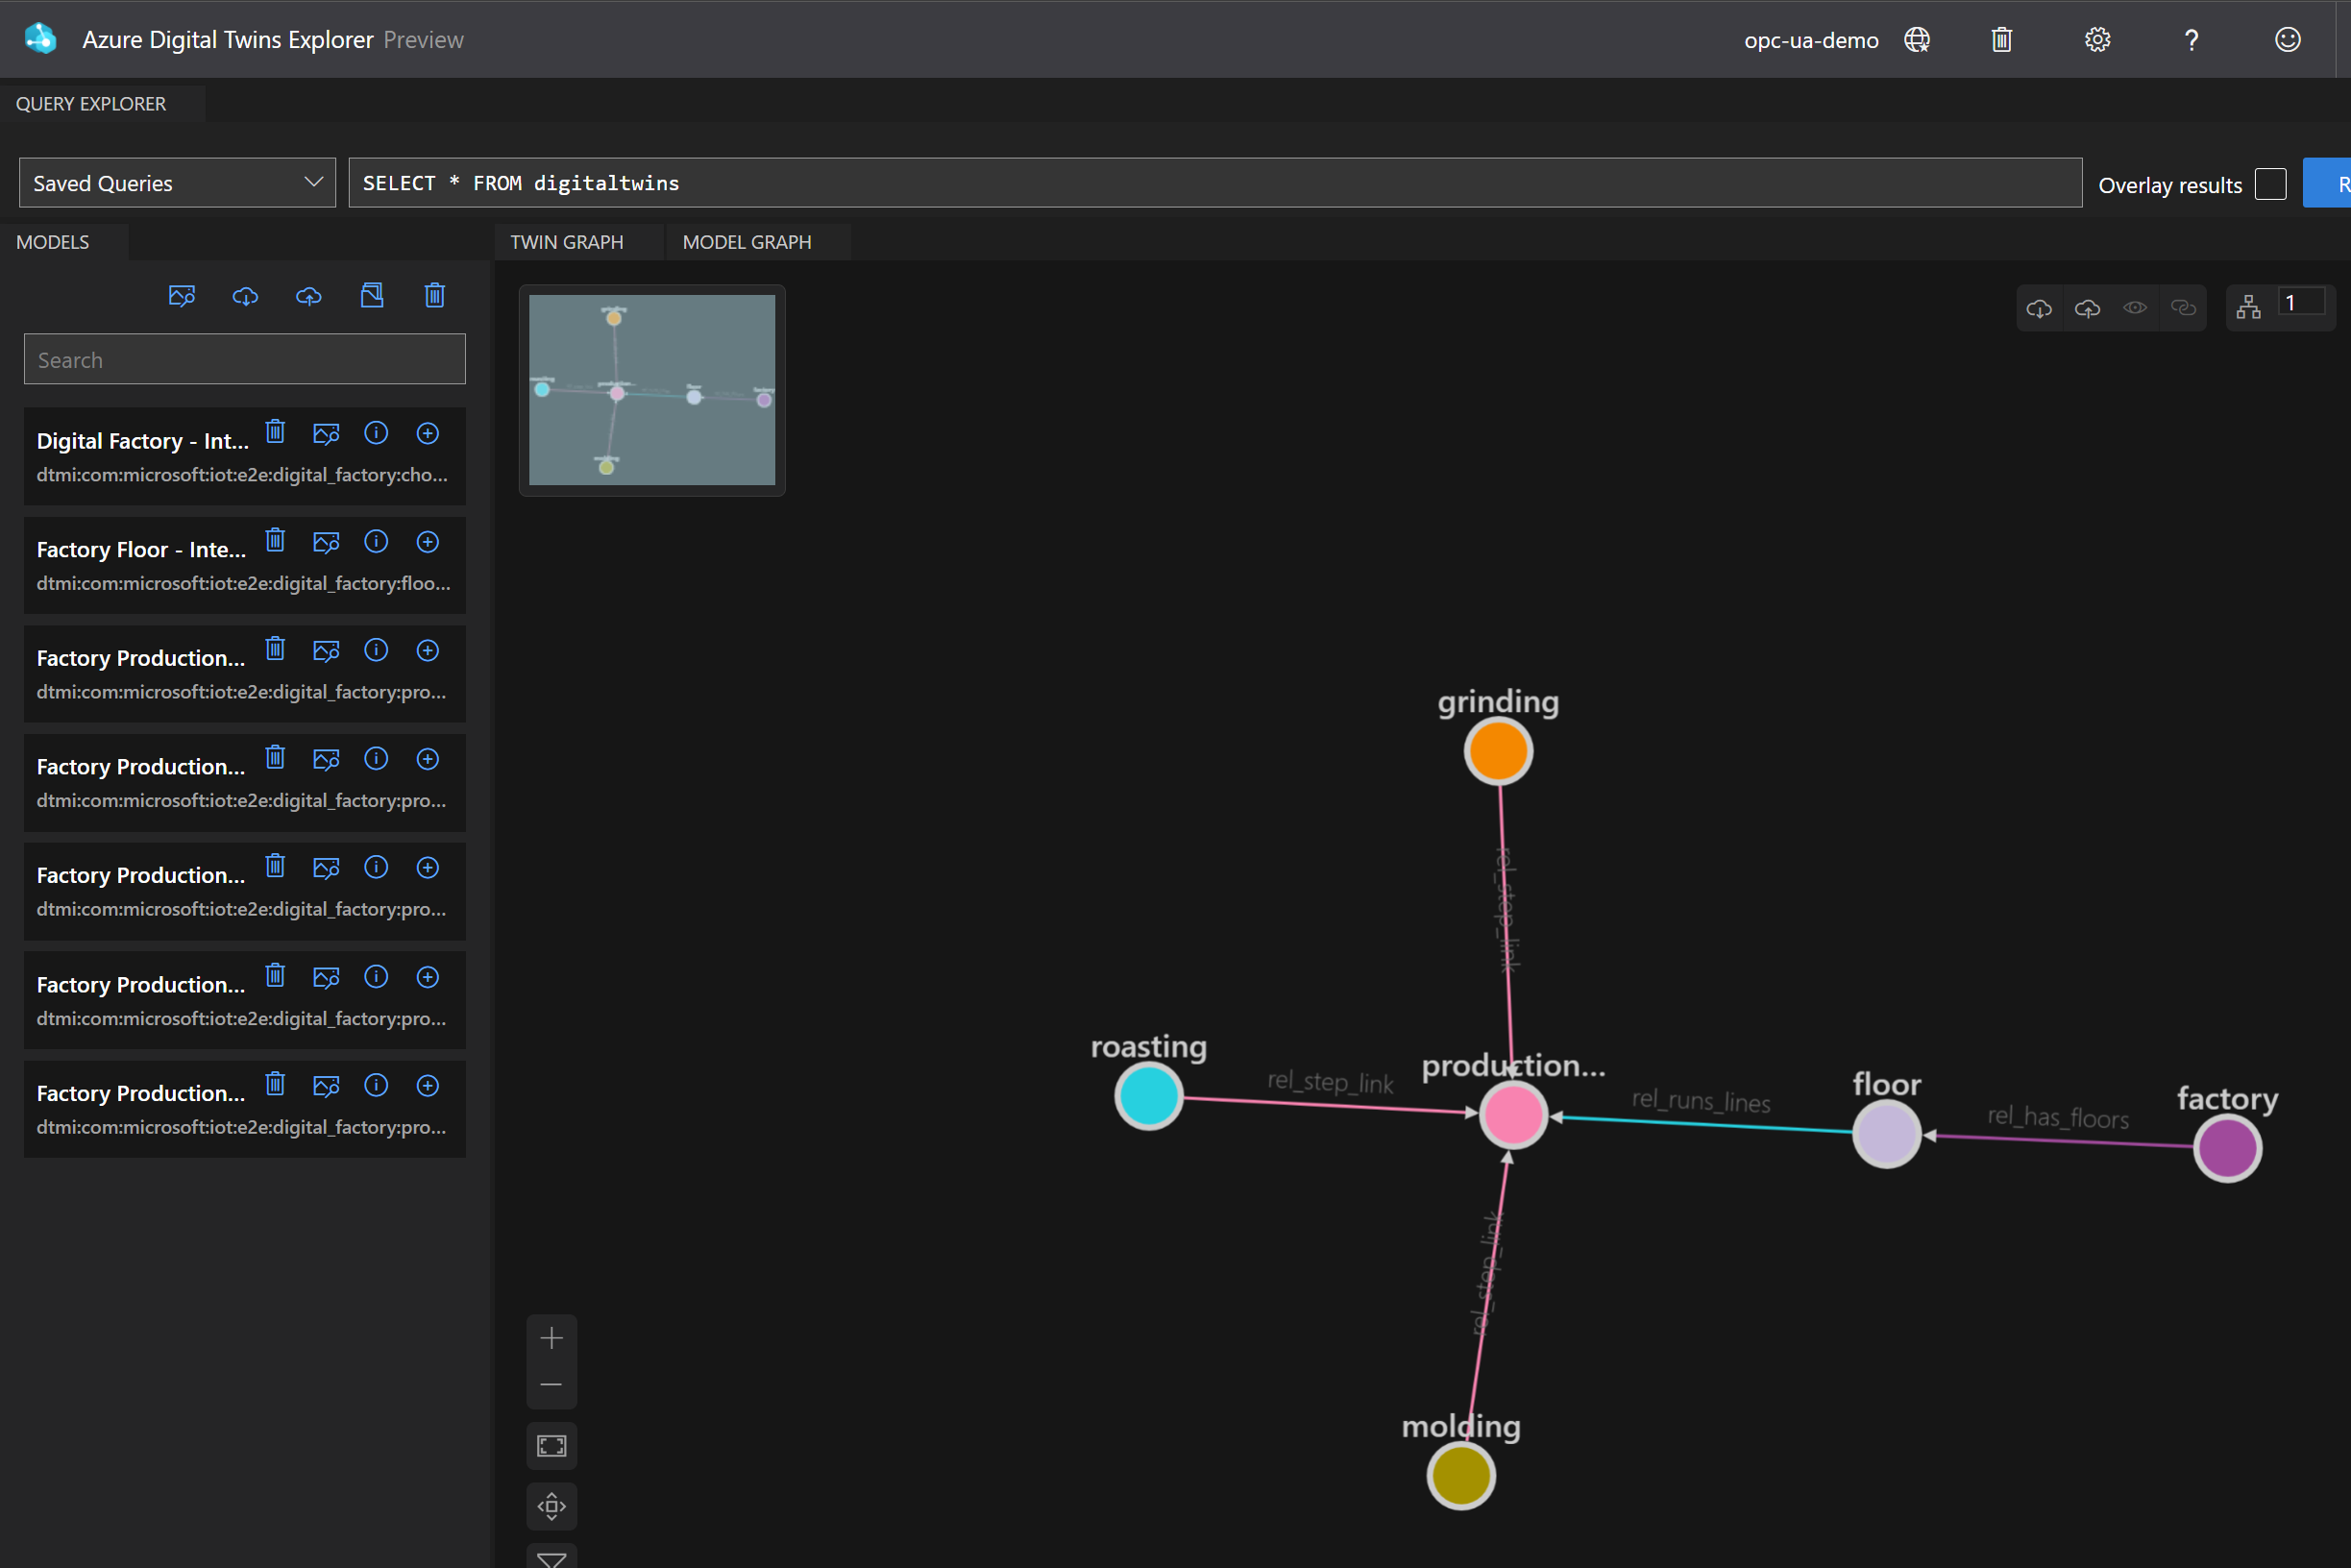 Azure Digital Twins Explorer Preview
opc-ua-demo
?
QUERY EXPLORER
Saved Queries
SELECT * FROM digitaltwins
Overlay results
R
MODELS
TWIN GRAPH
MODEL GRAPH
1
Search
Digital Factory - Int...
dtmi:com:microsoft:iot:e2e:digital_factory:cho...
Factory Floor - Inte...
dtmi:com:microsoft:iot:e2e:digital_factory:floo...
Factory Production...
dtmi:com:microsoft:iot:e2e:digital_factory:pro...
Factory Production...
dtmi:com:microsoft:iot:e2e:digital_factory:pro...
Factory Production...
dtmi:com:microsoft:iot:e2e:digital_factory:pro...
Factory Production...
dtmi:com:microsoft:iot:e2e:digital_factory:pro...
Factory Production...
dtmi:com:microsoft:iot:e2e:digital_factory:pro...
grinding
rel_step_link
roasting
rel_step_link
production...
rel_runs_lines
floor
rel_has_floors
factory
rel_step_link
molding